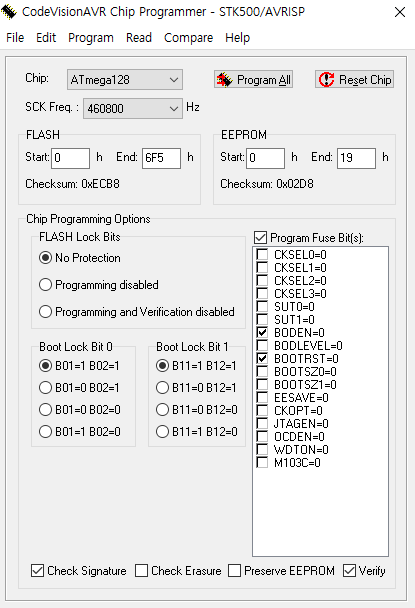 CodeVisionAVR Chip Programmer - STK500/AVRISP
File Edit Program Read Compare Help
Chip: ATmega128 Program All Reset Chip
SCK Freq. : 460800 Hz
FLASH
Start: 0 h End: 6F5 h
Checksum: 0xECB8
EEPROM
Start: 0 h End: 19 h
Checksum: 0x02D8
Chip Programming Options
FLASH Lock Bits
No Protection
Programming disabled
Programming and Verification disabled
Boot Lock Bit 0
B01=1 B02=1
B01=0 B02=1
B01=0 B02=0
B01=1 B02=0
Boot Lock Bit 1
B11=1 B12=1
B11=0 B12=1
B11=0 B12=0
B11=1 B12=0
Program Fuse Bit(s):
CKSEL0=0
CKSEL1=0
CKSEL2=0
CKSEL3=0
SUT0=0
SUT1=0
BODEN=0
BODLEVEL=0
BOOTRST=0
BOOTSZ0=0
BOOTSZ1=0
EESAVE=0
CKOPT=0
JTAGEN=0
OCDEN=0
WDTON=0
M103C=0
Check Signature Check Erasure Preserve EEPROM Verify